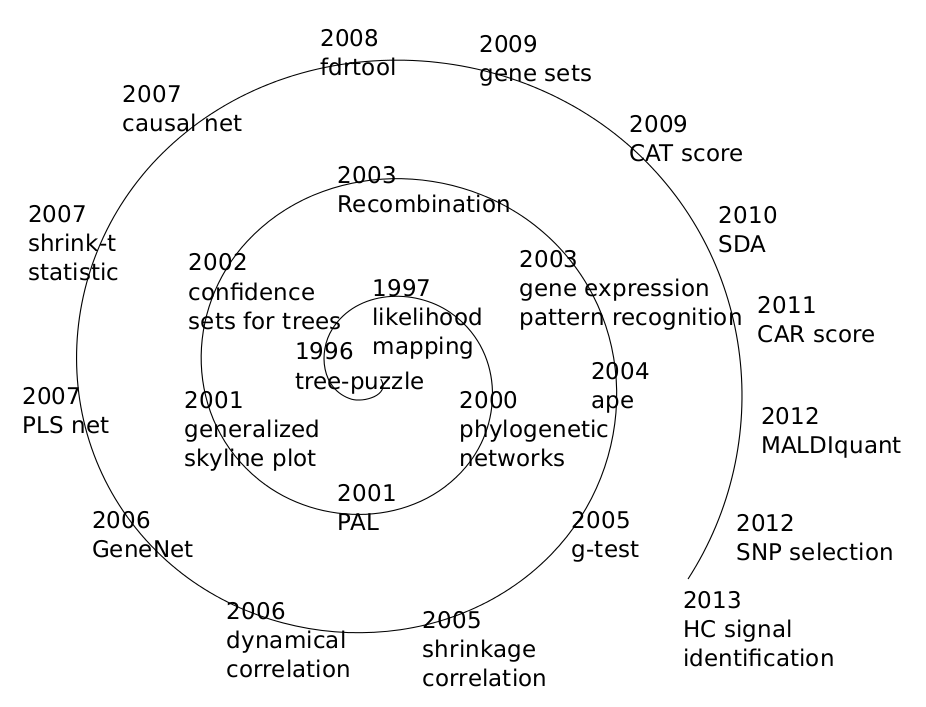 1996
tree-puzzle
1997
likelihood
mapping
2000
phylogenetic
networks
2001
PAL
2001
generalized
skyline plot
2002
confidence
sets for trees
2003
Recombination
2003
gene expression
pattern recognition
2004
ape
2005
g-test
2005
shrinkage
correlation
2006
dynamical
correlation
2006
GeneNet
2007
PLS net
2007
shrink-t
statistic
2007
causal net
2008
fdrtool
2009
gene sets
2009
CAT score
2010
SDA
2011
CAR score
2012
MALDIquant
2012
SNP selection
2013
HC signal
identification